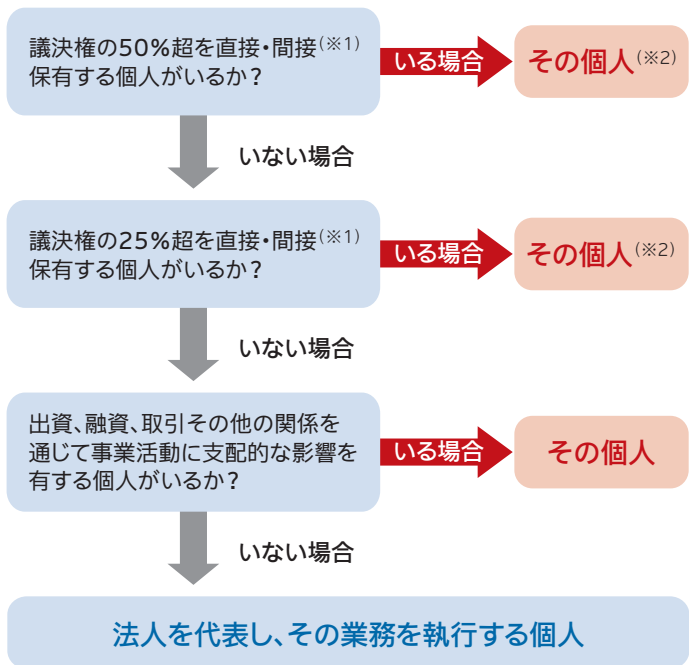 議決権の50%超を直接・間接(※1)
保有する個人がいるか?
いる場合
その個人(※2)
いない場合
議決権の25%超を直接・間接(※1)
保有する個人がいるか?
いる場合
その個人(※2)
いない場合
出資、融資、取引その他の関係を
通じて事業活動に支配的な影響を
有する個人がいるか?
いる場合
その個人
いない場合
法人を代表し、その業務を執行する個人